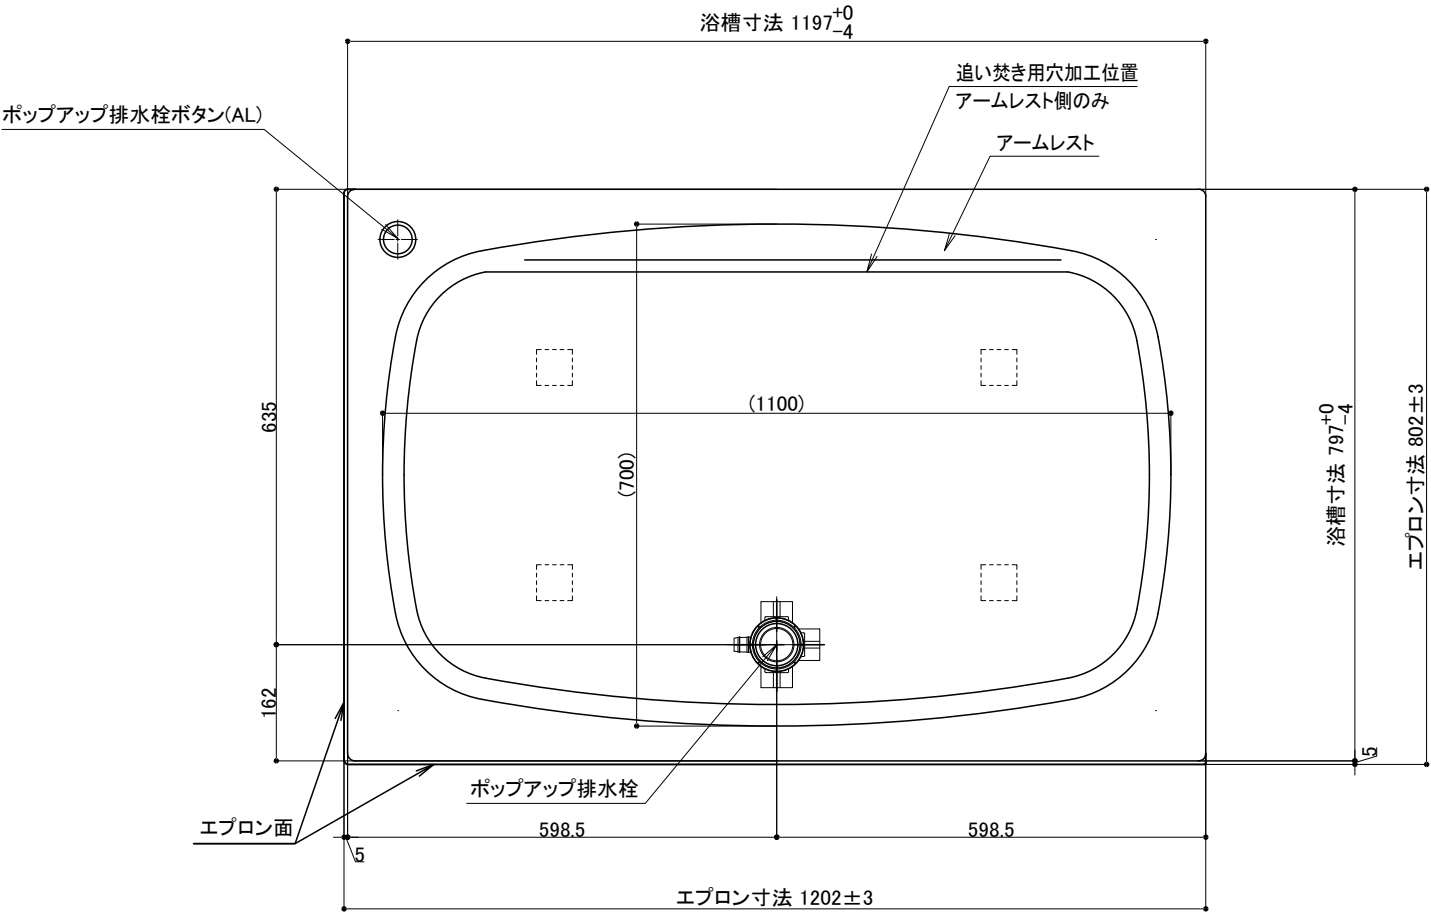 浴槽寸法 1197+0-4
追い焚き用穴加工位置
アームレスト側のみ
ポップアップ排水栓ボタン(AL)
アームレスト
635
(1100)
(700)
浴槽寸法 797+0-4
エプロン寸法 802±3
162
5
ポップアップ排水栓
エプロン面
598.5
598.5
5
エプロン寸法 1202±3